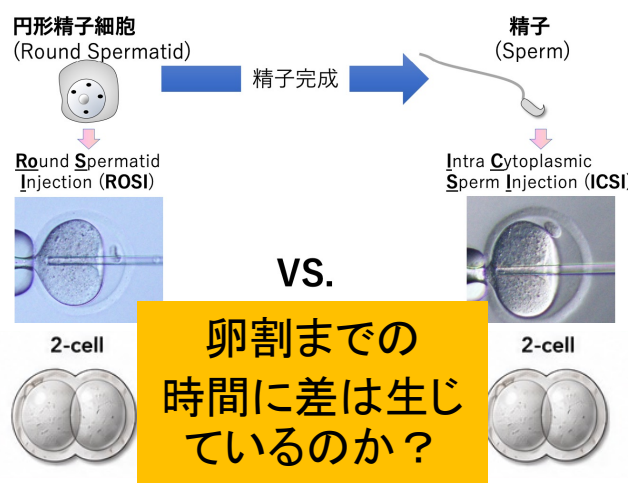 円形精子細胞
(Round Spermatid)
精子完成
精子
(Sperm)
Round Spermatid
Injection (ROSI)
Intra Cytoplasmic
Sperm Injection (ICSI)
VS.
2-cell
2-cell
卵割までの
時間に差は生じ
ているのか？